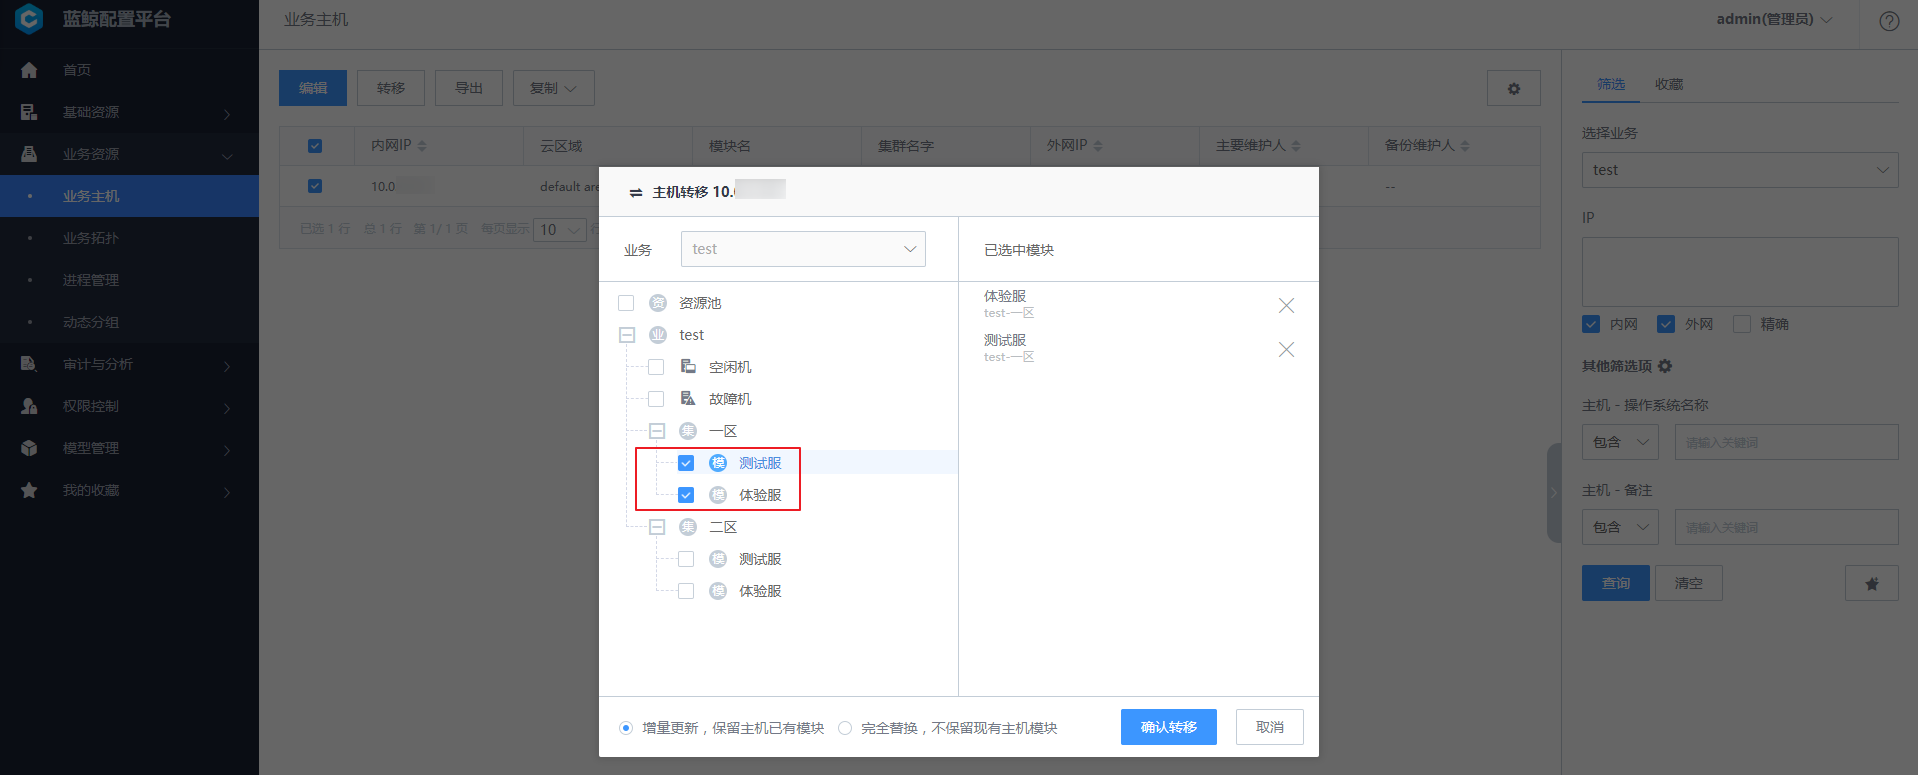 蓝鲸配置平台
业务主机
admin(管理员)
首页
基础资源
业务资源
业务主机
业务拓扑
进程管理
动态分组
审计与分析
权限控制
模型管理
我的收藏
编辑 转移 导出 复制
内网IP 云区域 模块名 集群名字 外网IP 主要维护人 备份维护人
10.0 default are --
已选 1 行 总 1 行 第 1/ 1 页 每页显示 10 行
主机转移 10.
业务 test
已选中模块
资源池
test
空闲机
故障机
一区
模 测试服
模 体验服
二区
模 测试服
模 体验服
体验服
test-一区
测试服
test-一区
增量更新，保留主机已有模块 完全替换，不保留现有主机模块
确认转移 取消
筛选 收藏
选择业务
test
IP
内网 外网 精确
其他筛选项
主机 - 操作系统名称
包含 请输入关键词
主机 - 备注
包含 请输入关键词
查询 清空